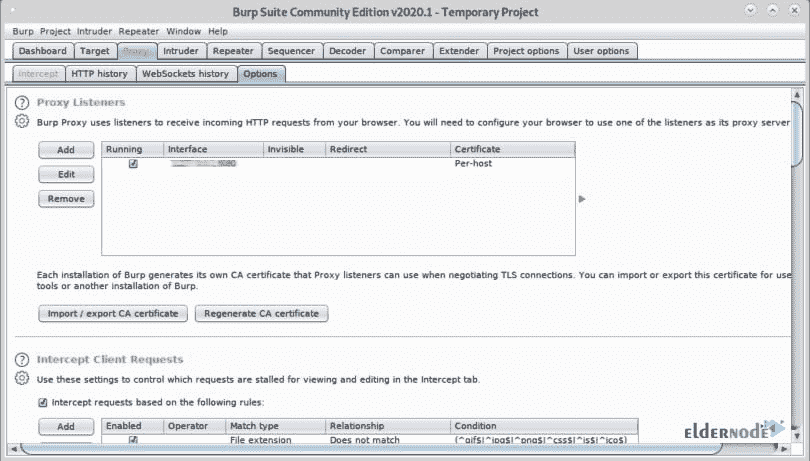 Burp Suite Community Edition v2020.1 - Temporary Project
Burp Project Intruder Repeater Window Help
Dashboard Target Proxy Intruder Repeater Sequencer Decoder Comparer Extender Project options User options
Intercept HTTP history WebSockets history Options
Proxy Listeners
Burp Proxy uses listeners to receive incoming HTTP requests from your browser. You will need to configure your browser to use one of the listeners as its proxy server
Add Running Interface Invisible Redirect Certificate
Per-host
Edit
Remove
Each installation of Burp generates its own CA certificate that Proxy listeners can use when negotiating TLS connections. You can import or export this certificate for use
tools or another installation of Burp.
Import / export CA certificate Regenerate CA certificate
Intercept Client Requests
Use these settings to control which requests are stalled for viewing and editing in the Intercept tab.
Intercept requests based on the following rules:
Add Enabled Operator Match type Relationship Condition
File extension Does not match (^gif$|^jpg$|^png$|^css$|^js$|^ico$)
ELDERNODE